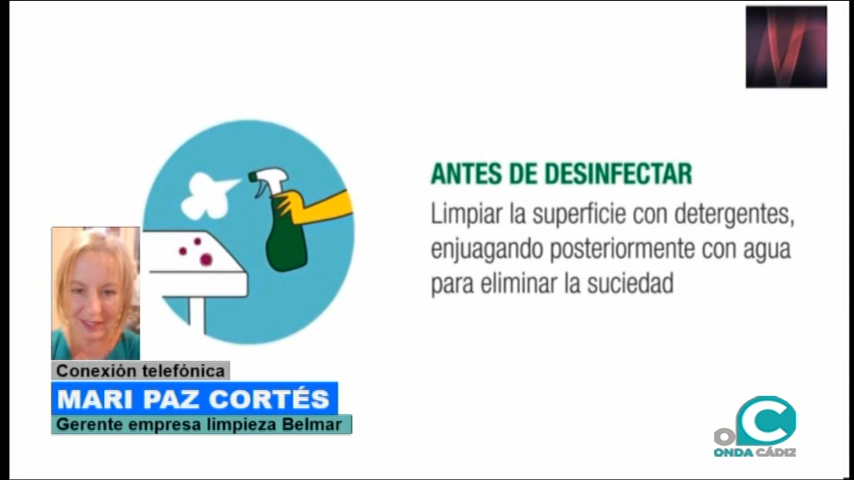 ANTES DE DESINFECTAR
Limpiar la superficie con detergentes,
enjuagando posteriormente con agua
para eliminar la suciedad
Conexión telefónica
MARI PAZ CORTÉS
Gerente empresa limpieza Belmar
OC
ONDA CÁDIZ